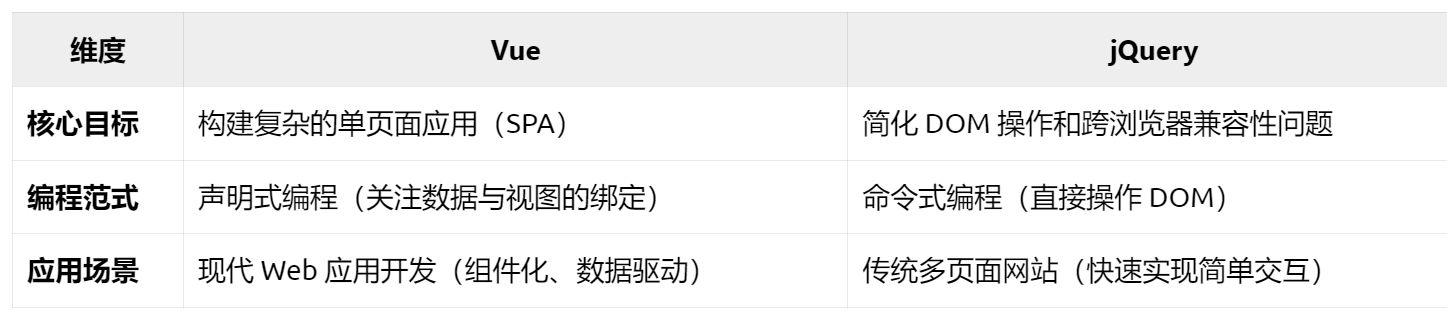 维度 Vue jQuery
核心目标 构建复杂的单页面应用（SPA） 简化 DOM 操作和跨浏览器兼容性问题
编程范式 声明式编程（关注数据与视图的绑定） 命令式编程（直接操作 DOM）
应用场景 现代 Web 应用开发（组件化、数据驱动） 传统多页面网站（快速实现简单交互）